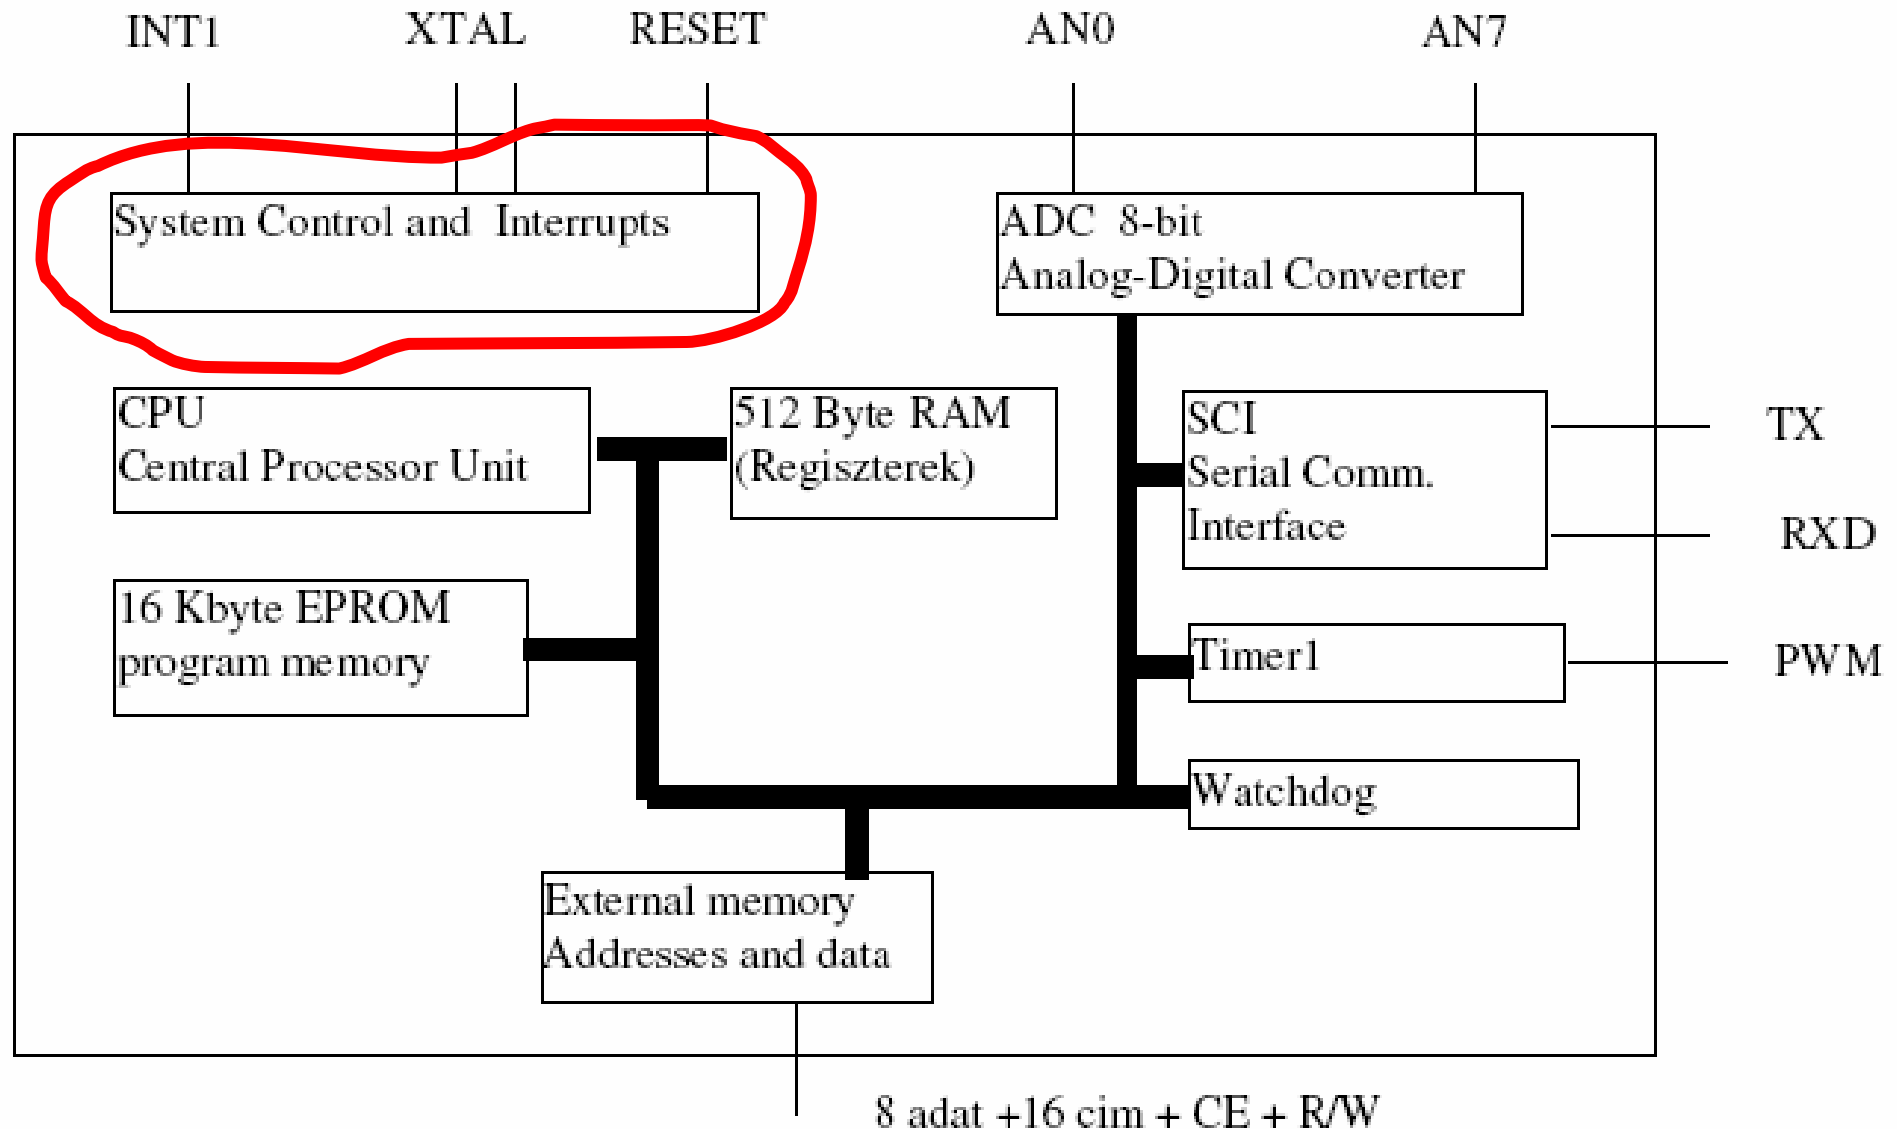 INT1
XTAL
RESET
AN0
AN7
System Control and Interrupts
ADC 8-bit
Analog-Digital Converter
CPU
Central Processor Unit
512 Byte RAM
(Regiszterek)
SCI
Serial Comm.
Interface
TX
RXD
16 Kbyte EPROM
program memory
Timer1
PWM
Watchdog
External memory
Addresses and data
8 adat +16 cim + CE + R/W